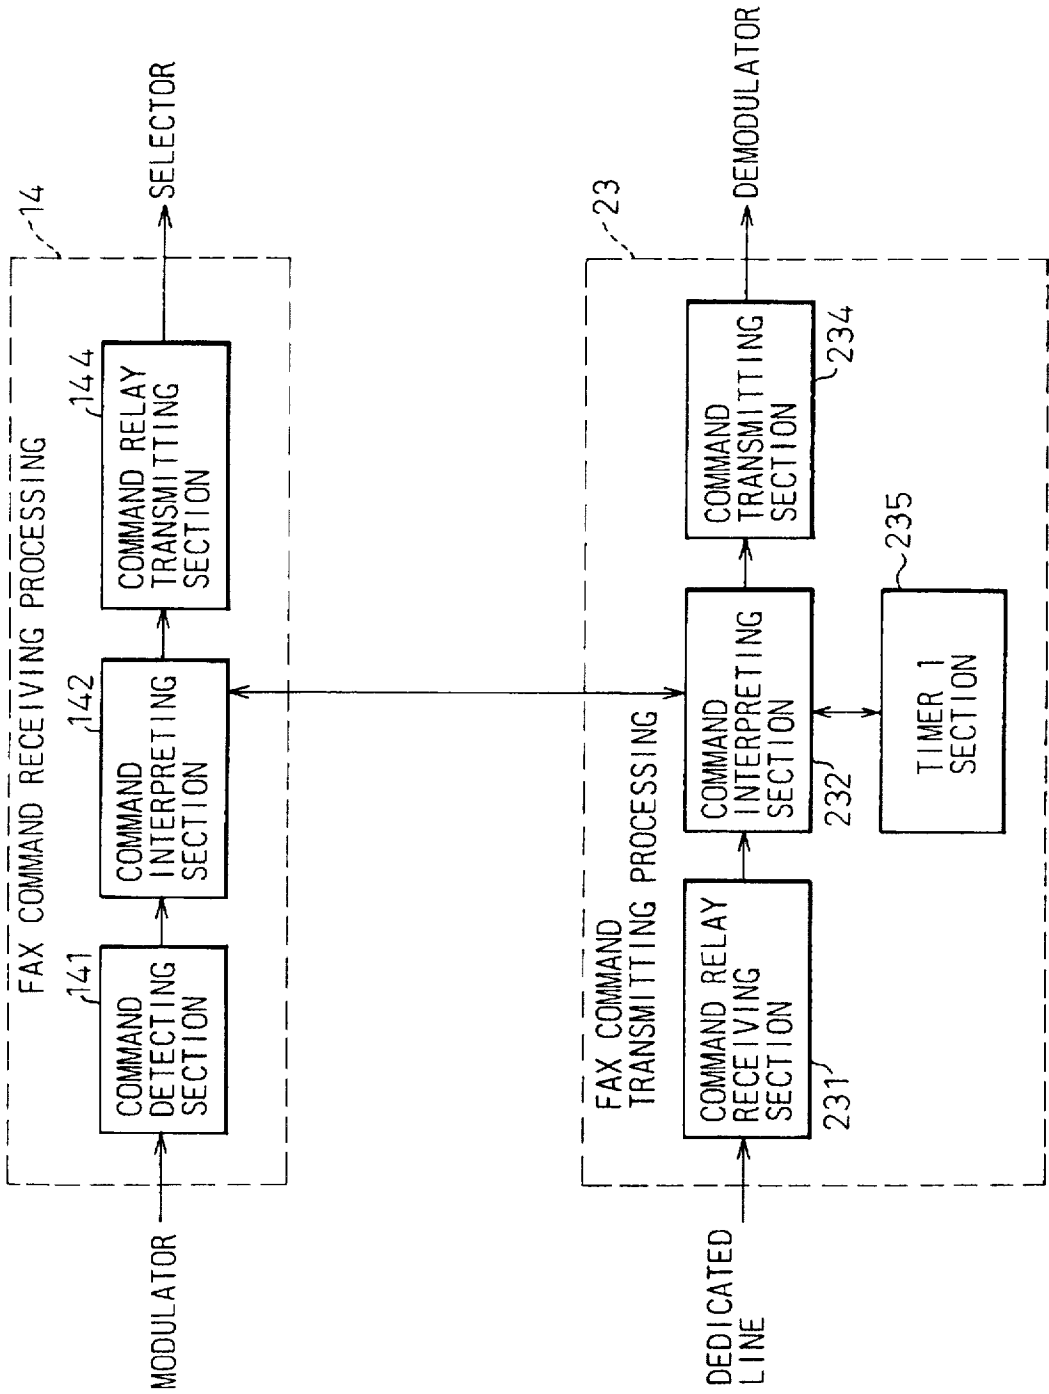 FAX COMMAND RECEIVING PROCESSING
14
MODULATOR
141
COMMAND
DETECTING
SECTION
142
COMMAND
INTERPRETING
SECTION
144
COMMAND RELAY
TRANSMITTING
SECTION
SELECTOR
FAX COMMAND
TRANSMITTING PROCESSING
23
DEDICATED
LINE
COMMAND RELAY
RECEIVING
SECTION
231
COMMAND
INTERPRETING
SECTION
232
COMMAND
TRANSMITTING
SECTION
234
DEMODULATOR
TIMER 1
SECTION
235